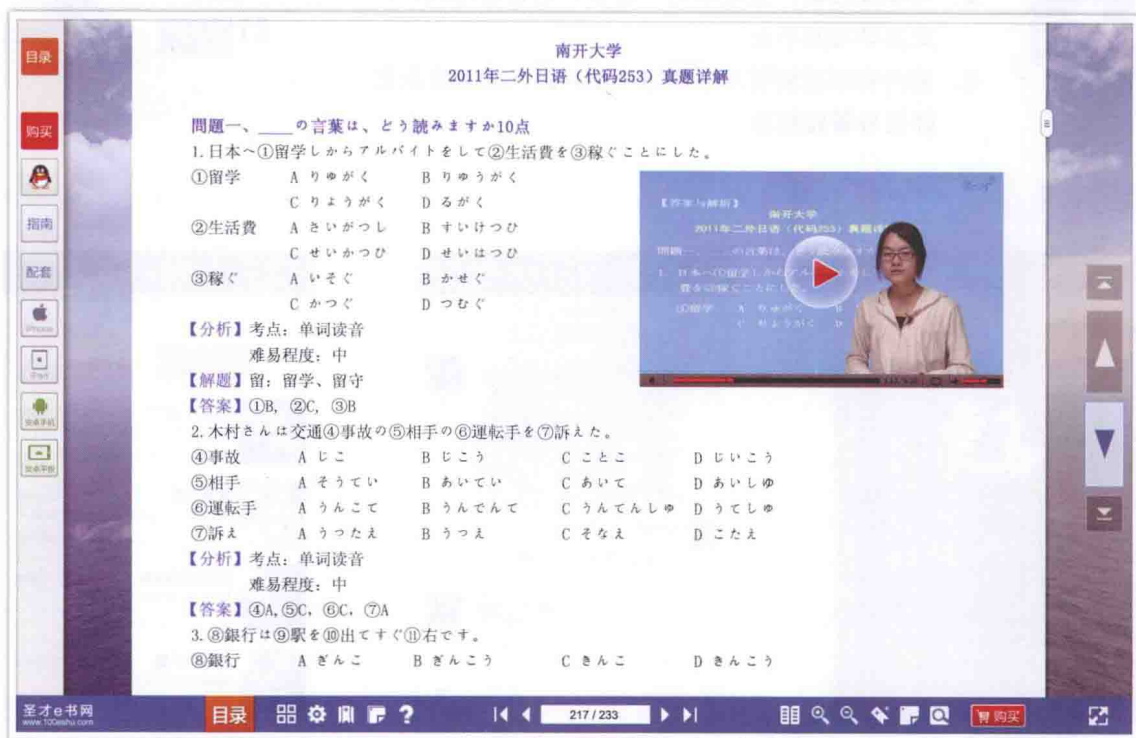 南开大学
2011年二外日语（代码253）真题详解
目录
购买
指南
配套
問題一、____の言葉は、どう読みますか10点
1.日本へ①留学しからアルバイトをして②生活費を③稼ぐことにした。
①留学 A りゅがく B りゅうがく
C りようがく D るがく
②生活費 A さいがつし B すいけつひ
C せいかつひ D せいはつひ
③稼ぐ A いそぐ B かせぐ
C かつぐ D つむぐ
【分析】考点：单词读音
难易程度：中
【解题】留：留学、留守
【答案】①B，②C，③B
2.木村さんは交通④事故の⑤相手の⑥運転手を⑦訴えた。
④事故 A じこ B じこう C ことこ D じいこう
⑤相手 A そうてい B あいてい C あいて D あいしゆ
⑥運転手 A うんこて B うんでんて C うんてんしゅ D うてしゅ
⑦訴え A うったえ B うつえ C そなえ D こたえ
【分析】考点：单词读音
难易程度：中
【答案】④A,⑤C，⑥C，⑦A
3.⑧銀行は⑨駅を⑩出てすぐ⑪右です。
⑧銀行 A ぎんこ B ぎんこう C きんこ D きんこう
【答案与解析】
南开大学
2011年二外日语（代码253）真题详
iPhone
iPad
安卓手机
安卓平板
圣才e书网
www.100eshu.com
目录
217 / 233
购买